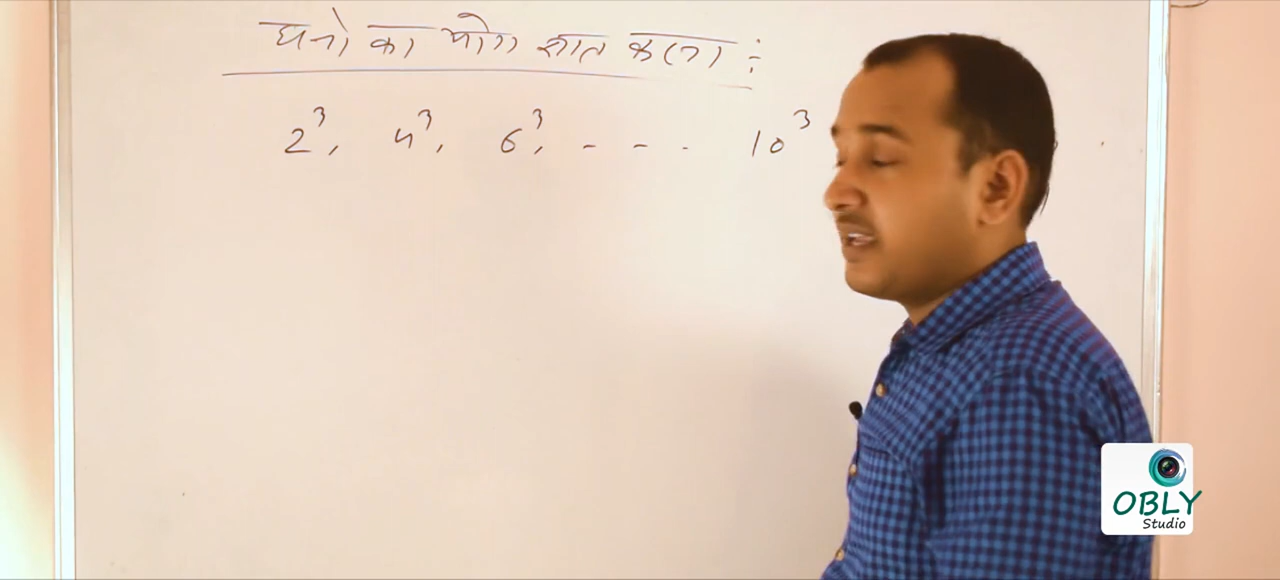 घनो का योग ज्ञात करना :
2³, 4³, 6³, - - - 10³
OBLY
Studio